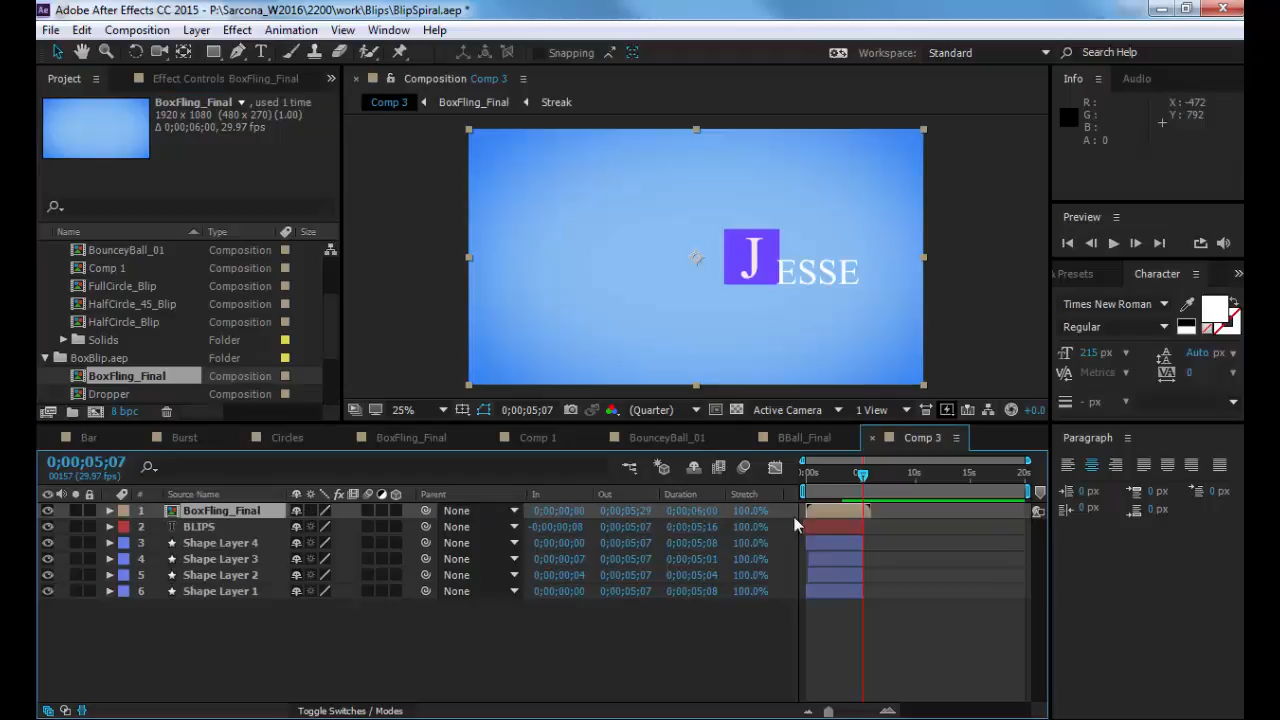 Adobe After Effects CC 2015 - P:\Sarcona_W2016\2200\work\Blips\BlipSpiral.aep *
File Edit Composition Layer Effect Animation View Window Help
Snapping Workspace: Standard Search Help
Project Effect Controls BoxFling_Final » Composition Comp 3 Info Audio
BoxFling_Final , used 1 time
1920 x 1080 (480 x 270) (1.00)
Δ 0;00;06;00, 29.97 fps
Comp 3 BoxFling_Final Streak
R : X : -472
G : Y : 792
B :
A : 0
JESSE
Name Type Size
BounceyBall_01 Composition
Comp 1 Composition
FullCircle_Blip Composition
HalfCircle_45_Blip Composition
HalfCircle_Blip Composition
Solids Folder
BoxBlip.aep Folder
BoxFling_Final Composition
Dropper Composition
8 bpc
Preview
Presets Character »
Times New Roman
Regular
215 px Auto px
Metrics 0
- px
25% 0;00;05;07 (Quarter) Active Camera 1 View +0.0
Bar Burst Circles BoxFling_Final Comp 1 BounceyBall_01 BBall_Final Comp 3
Paragraph
0 px 0 px 0 px
0 px 0 px
0;00;05;07
00157 (29.97 fps)
10s 15s 20s
# Source Name fx Parent In Out Duration Stretch
1 BoxFling_Final None 0;00;00;00 0;00;05;29 0;00;06;00 100.0%
2 T BLIPS None -0;00;00;08 0;00;05;07 0;00;05;16 100.0%
3 Shape Layer 4 None 0;00;00;00 0;00;05;07 0;00;05;08 100.0%
4 Shape Layer 3 None 0;00;00;07 0;00;05;07 0;00;05;01 100.0%
5 Shape Layer 2 None 0;00;00;04 0;00;05;07 0;00;05;04 100.0%
6 Shape Layer 1 None 0;00;00;00 0;00;05;07 0;00;05;08 100.0%
Toggle Switches / Modes